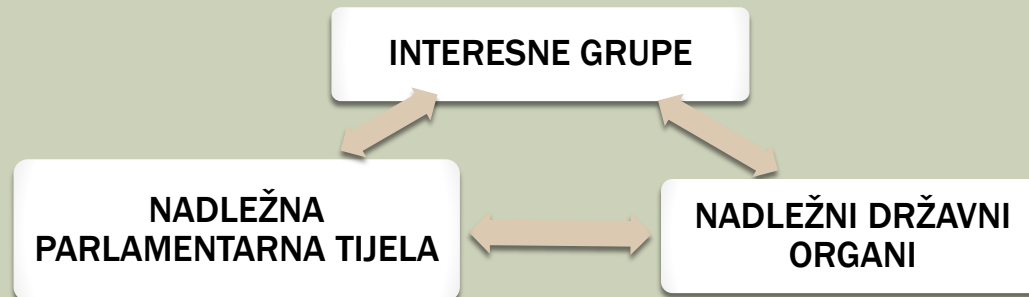 INTERESNE GRUPE
NADLEŽNA
PARLAMENTARNA TIJELA
NADLEŽNI DRŽAVNI
ORGANI